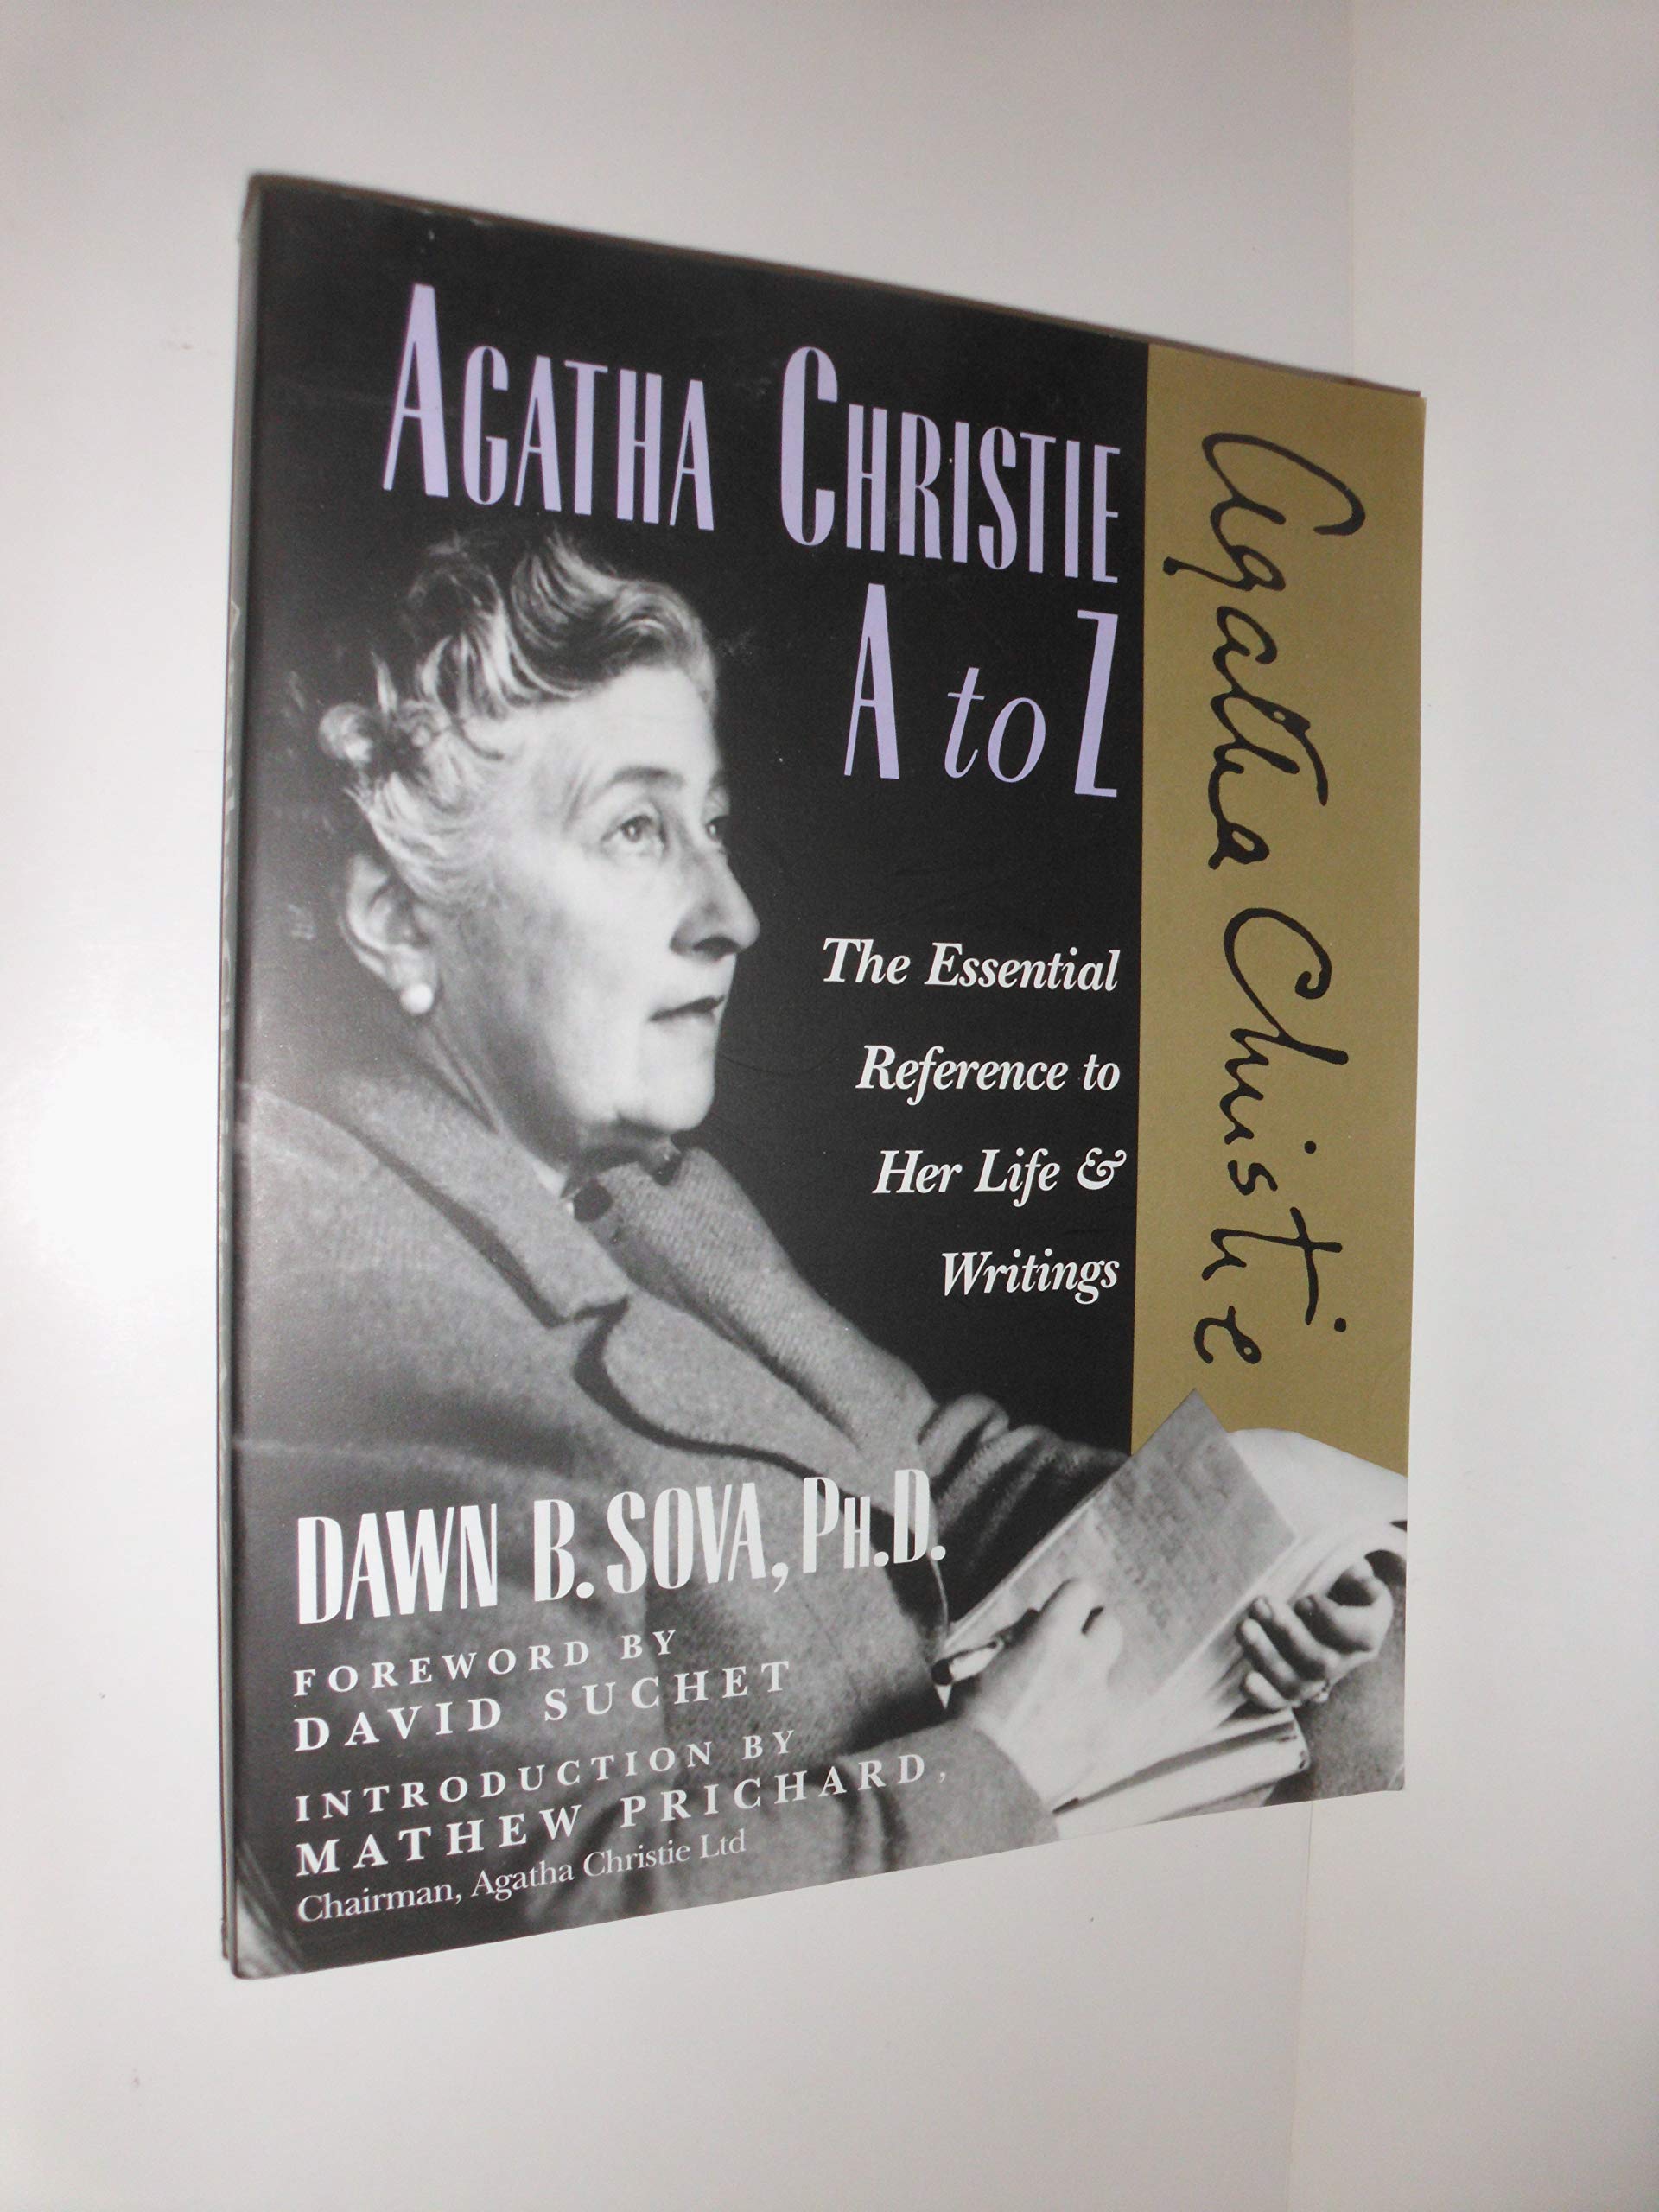 AGATHA CHRISTIE
A to Z
The Essential
Reference to
Her Life &
Writings
DAWN B. SOVA, PH.D.
FOREWORD BY
DAVID SUCHET
INTRODUCTION BY
MATHEW PRICHARD,
Chairman, Agatha Christie Ltd
Agatha Christie